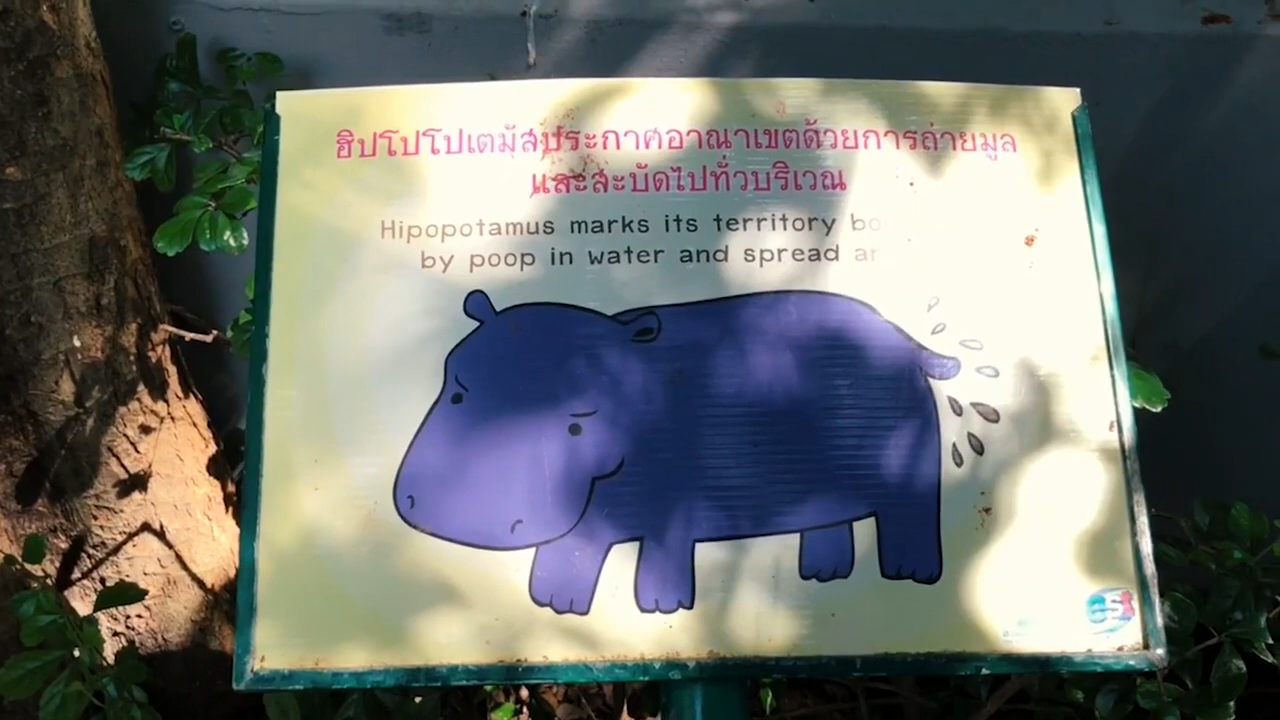 ฮิปโปโปเตมัสประกาศอาณาเขตด้วยการถ่ายมูล
และสะบัดไปทั่วบริเวณ
Hipopotamus marks its territory
by poop in water and spread